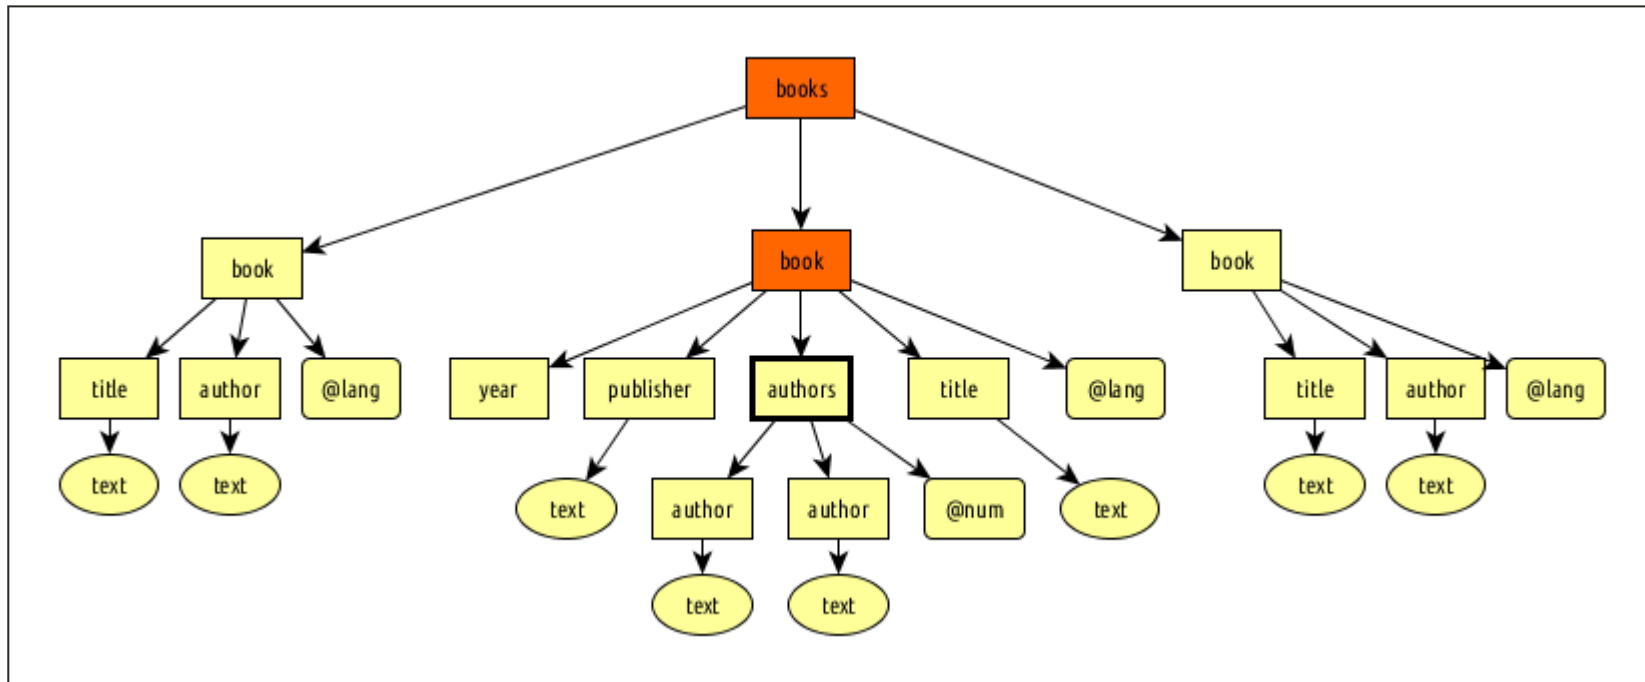 books
book
book
book
title
author
@lang
year
publisher
authors
title
@lang
title
author
@lang
text
text
text
author
author
@num
text
text
text
text
text